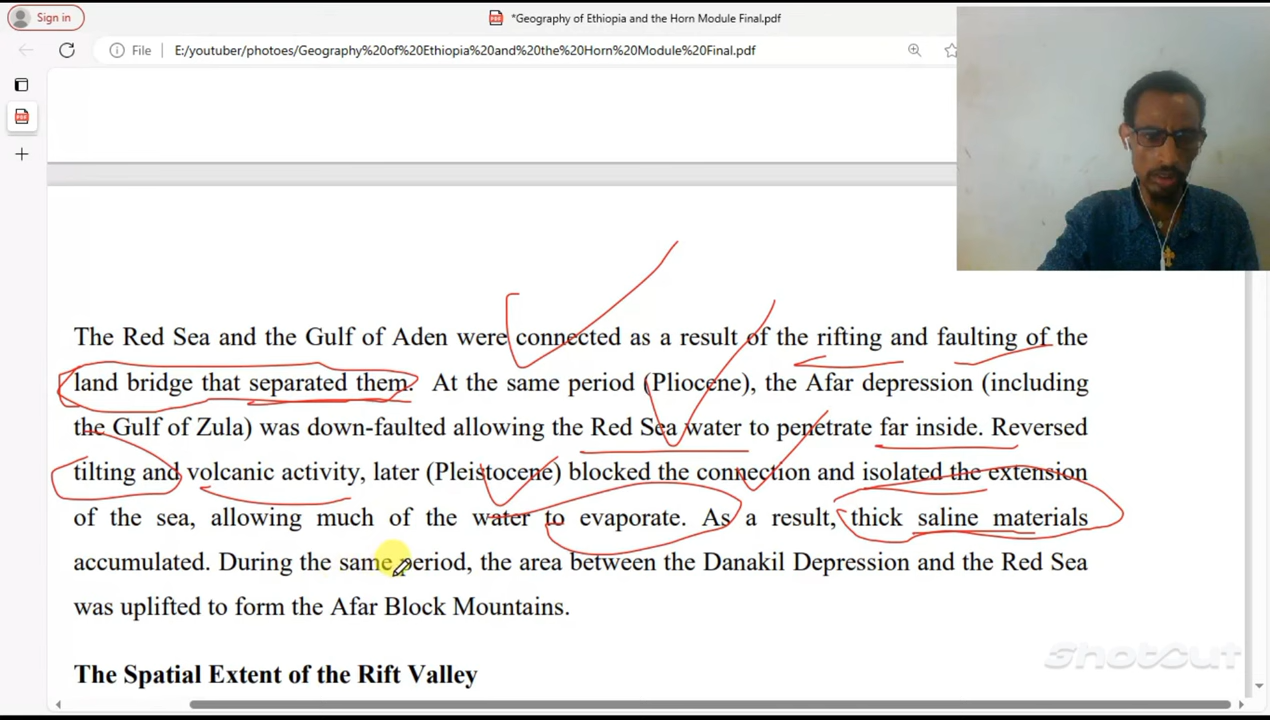 Sign in
*Geography of Ethiopia and the Horn Module Final.pdf
File
E:/youtuber/photoes/Geography%20of%20Ethiopia%20and%20the%20Horn%20Module%20Final.pdf
The Red Sea and the Gulf of Aden were connected as a result of the rifting and faulting of the
land bridge that separated them. At the same period (Pliocene), the Afar depression (including
the Gulf of Zula) was down-faulted allowing the Red Sea water to penetrate far inside. Reversed
tilting and volcanic activity, later (Pleistocene) blocked the connection and isolated the extension
of the sea, allowing much of the water to evaporate. As a result, thick saline materials
accumulated. During the same period, the area between the Danakil Depression and the Red Sea
was uplifted to form the Afar Block Mountains.
The Spatial Extent of the Rift Valley
Shotcut